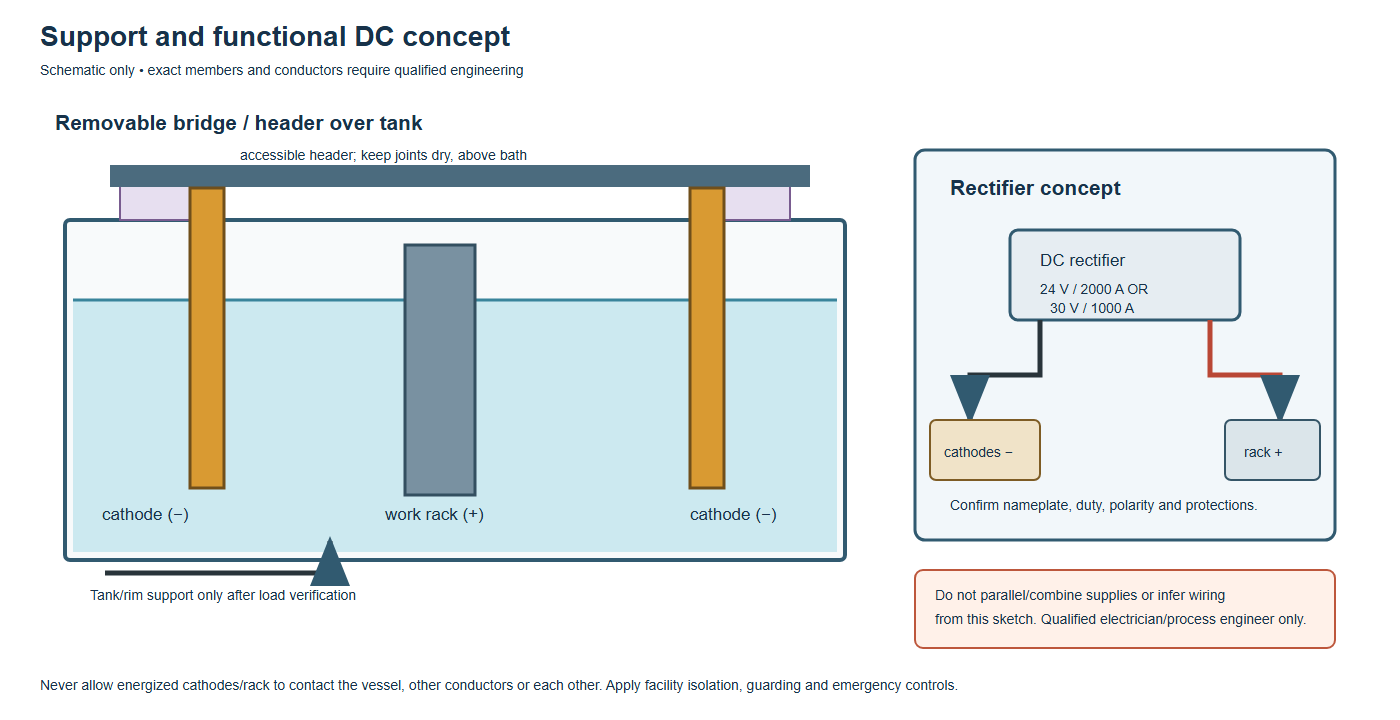 Support and functional DC concept
Schematic only • exact members and conductors require qualified engineering
Removable bridge / header over tank
accessible header; keep joints dry, above bath
cathode (−)
work rack (+)
cathode (−)
Tank/rim support only after load verification
Rectifier concept
DC rectifier
24 V / 2000 A OR
30 V / 1000 A
cathodes −
rack +
Confirm nameplate, duty, polarity and protections.
Do not parallel/combine supplies or infer wiring
from this sketch. Qualified electrician/process engineer only.
Never allow energized cathodes/rack to contact the vessel, other conductors or each other. Apply facility isolation, guarding and emergency controls.